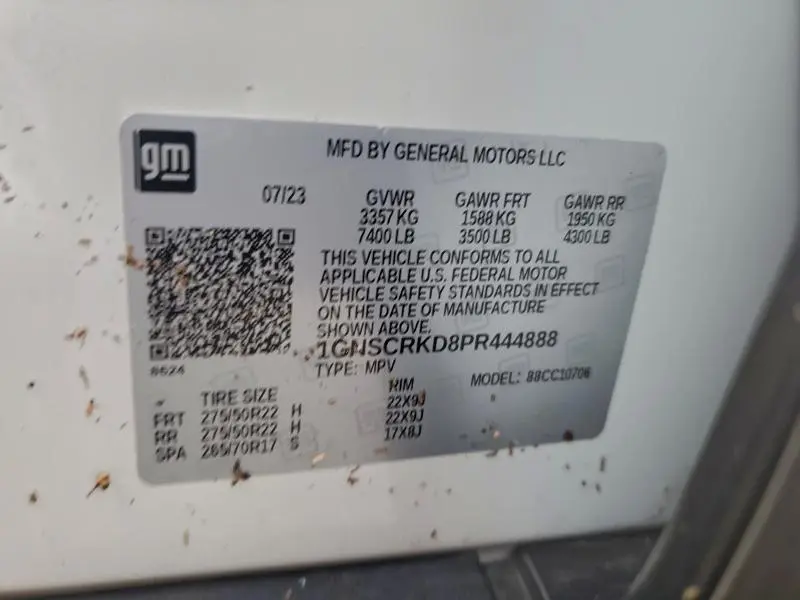 gm
MFD BY GENERAL MOTORS LLC
07/23 GVWR GAWR FRT GAWR RR
3357 KG 1588 KG 1950 KG
7400 LB 3500 LB 4300 LB
THIS VEHICLE CONFORMS TO ALL
APPLICABLE U.S. FEDERAL MOTOR
VEHICLE SAFETY STANDARDS IN EFFECT
ON THE DATE OF MANUFACTURE
SHOWN ABOVE.
1GNSCRKD8PR444888
8624 TYPE: MPV MODEL: 88CC10706
TIRE SIZE RIM
FRT 275/50R22 H 22X9J
RR 275/50R22 H 22X9J
SPA 265/70R17 S 17X8J